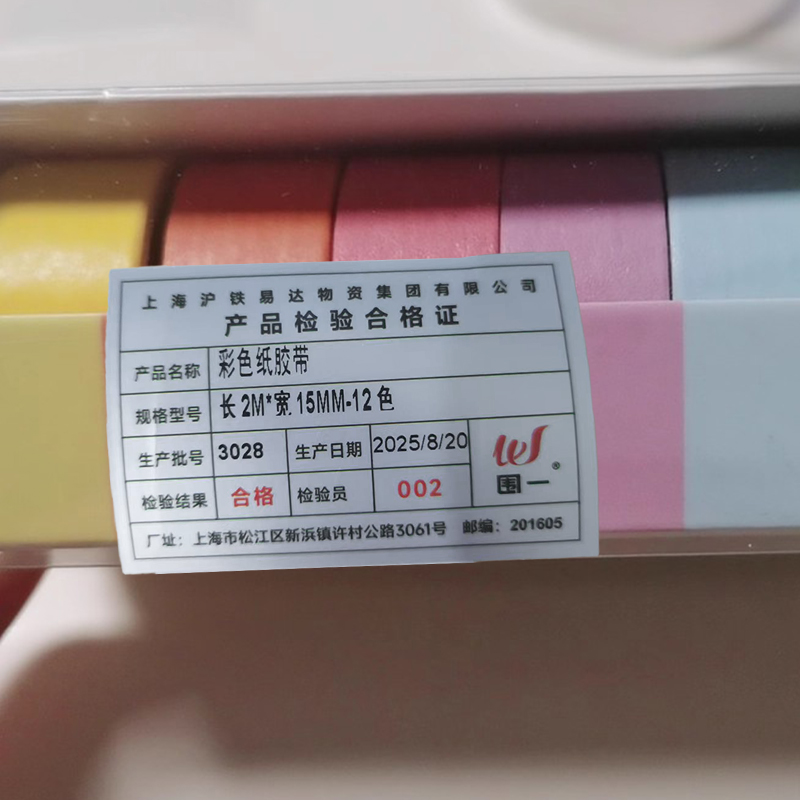 上海沪铁易达物资集团有限公司
产品检验合格证
产品名称 彩色纸胶带
规格型号 长2M*宽15MM-12色
生产批号 3028 生产日期 2025/8/20
检验结果 合格 检验员 002
围一®
厂址：上海市松江区新浜镇许村公路3061号 邮编：201605